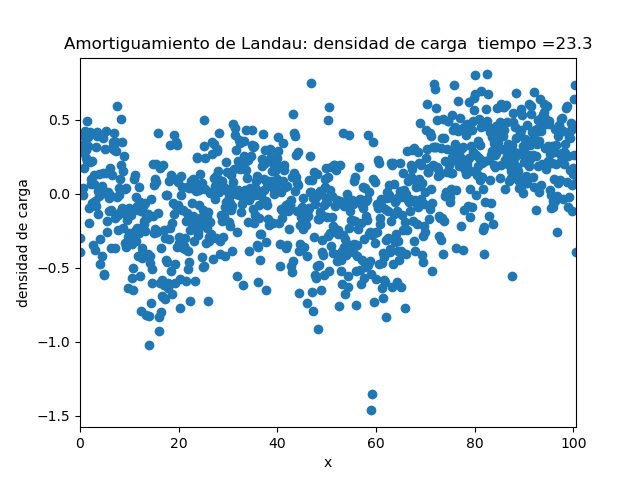 Amortiguamiento de Landau: densidad de carga  tiempo =23.3
densidad de carga
0.5
0.0
−0.5
−1.0
−1.5
0 20 40 60 80 100
x